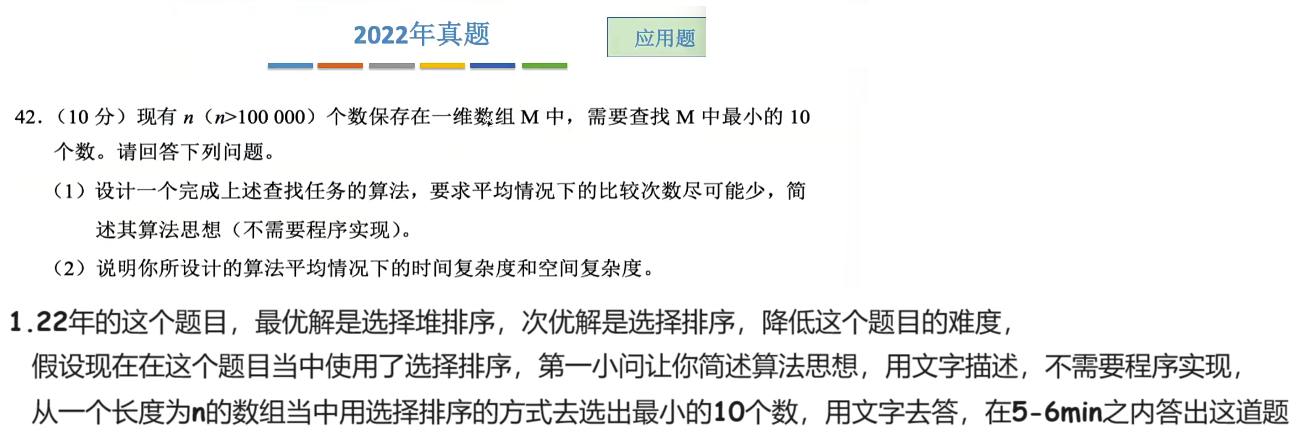 2022年真题
应用题
42.（10 分）现有 n（n>100 000）个数保存在一维数组 M 中，需要查找 M 中最小的 10
个数。请回答下列问题。
（1）设计一个完成上述查找任务的算法，要求平均情况下的比较次数尽可能少，简
述其算法思想（不需要程序实现）。
（2）说明你所设计的算法平均情况下的时间复杂度和空间复杂度。
1.22年的这个题目，最优解是选择堆排序，次优解是选择排序，降低这个题目的难度，
假设现在在这个题目当中使用了选择排序，第一小问让你简述算法思想，用文字描述，不需要程序实现，
从一个长度为n的数组当中用选择排序的方式去选出最小的10个数，用文字去答，在5-6min之内答出这道题